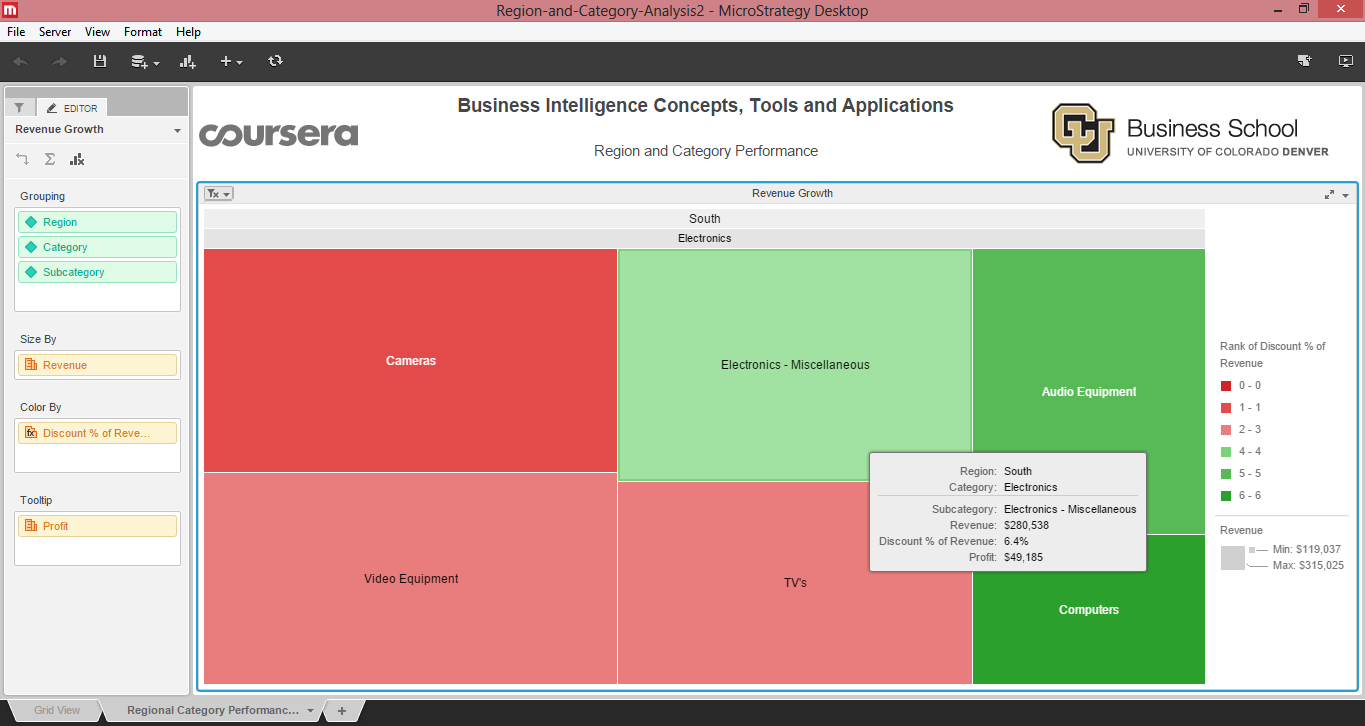 Region-and-Category-Analysis2 - MicroStrategy Desktop
File Server View Format Help
EDITOR
Revenue Growth
Grouping
Region
Category
Subcategory
Size By
Revenue
Color By
Discount % of Reve...
Tooltip
Profit
coursera
Business Intelligence Concepts, Tools and Applications
Region and Category Performance
CU
Business School
UNIVERSITY OF COLORADO DENVER
Revenue Growth
South
Electronics
Cameras
Electronics - Miscellaneous
Audio Equipment
Video Equipment
TV's
Computers
Region: South
Category: Electronics
Subcategory: Electronics - Miscellaneous
Revenue: $280,538
Discount % of Revenue: 6.4%
Profit: $49,185
Rank of Discount % of
Revenue
0 - 0
1 - 1
2 - 3
4 - 4
5 - 5
6 - 6
Revenue
Min: $119,037
Max: $315,025
Grid View
Regional Category Performanc...